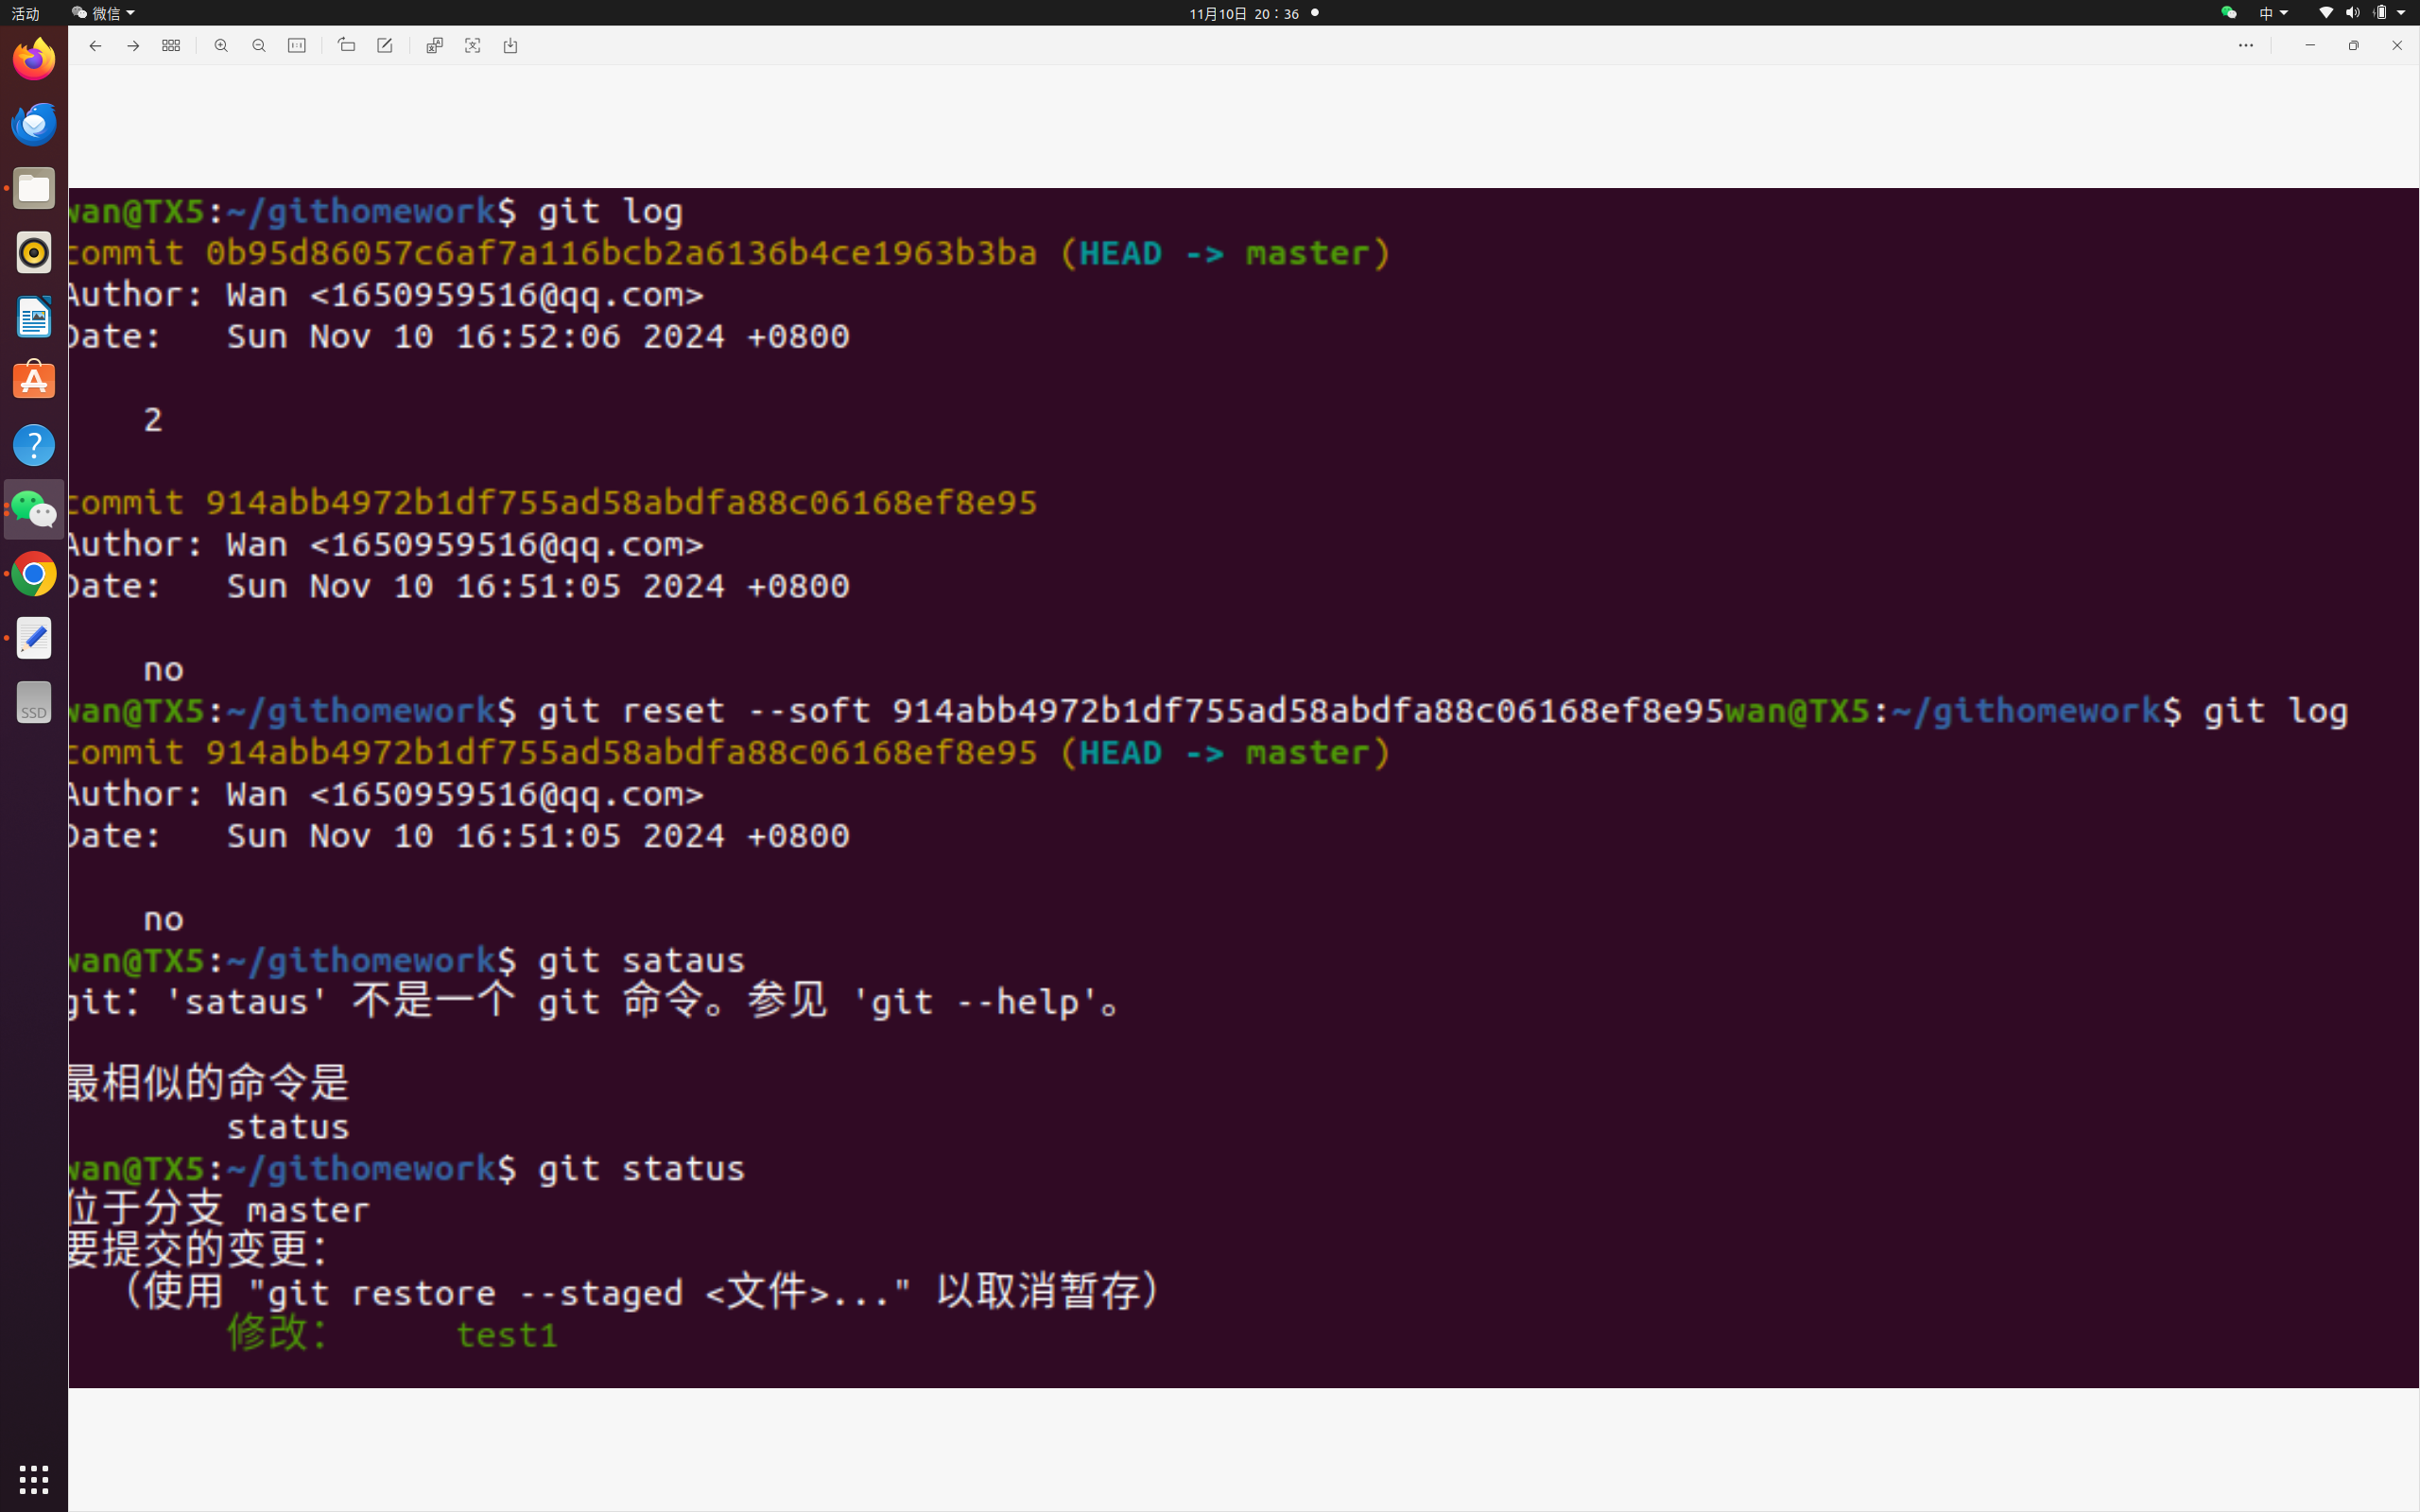 活动 微信 11月10日 20：36 中
wan@TX5:~/githomework$ git log
commit 0b95d86057c6af7a116bcb2a6136b4ce1963b3ba (HEAD -> master)
Author: Wan <1650959516@qq.com>
Date:   Sun Nov 10 16:52:06 2024 +0800
2
commit 914abb4972b1df755ad58abdfa88c06168ef8e95
Author: Wan <1650959516@qq.com>
Date:   Sun Nov 10 16:51:05 2024 +0800
no
wan@TX5:~/githomework$ git reset --soft 914abb4972b1df755ad58abdfa88c06168ef8e95wan@TX5:~/githomework$ git log
commit 914abb4972b1df755ad58abdfa88c06168ef8e95 (HEAD -> master)
Author: Wan <1650959516@qq.com>
Date:   Sun Nov 10 16:51:05 2024 +0800
no
wan@TX5:~/githomework$ git sataus
git：'sataus' 不是一个 git 命令。参见 'git --help'。
最相似的命令是
status
wan@TX5:~/githomework$ git status
位于分支 master
要提交的变更：
（使用 "git restore --staged <文件>..." 以取消暂存）
修改：     test1
SSD